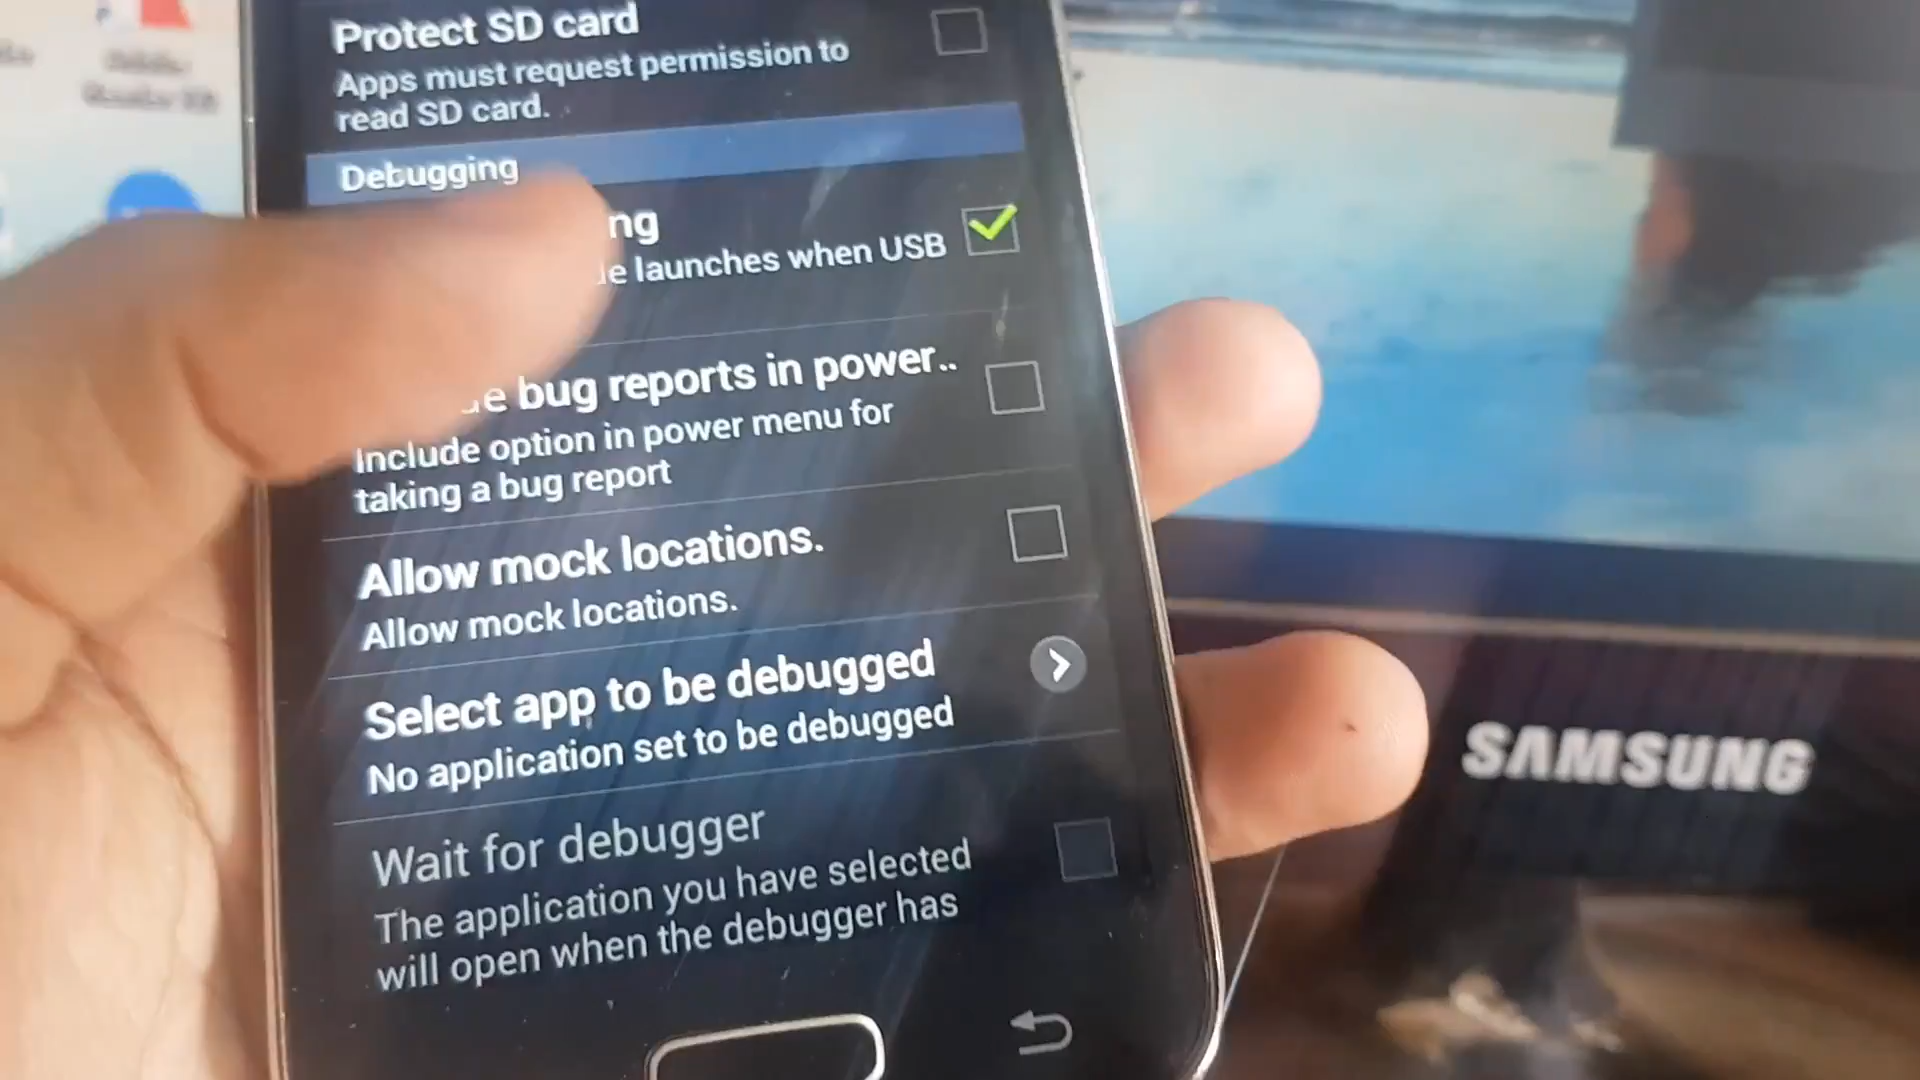 Protect SD card
Apps must request permission to
read SD card.
Debugging
ng
e launches when USB
e bug reports in power..
Include option in power menu for
taking a bug report
Allow mock locations.
Allow mock locations.
Select app to be debugged
No application set to be debugged
Wait for debugger
The application you have selected
will open when the debugger has
SAMSUNG